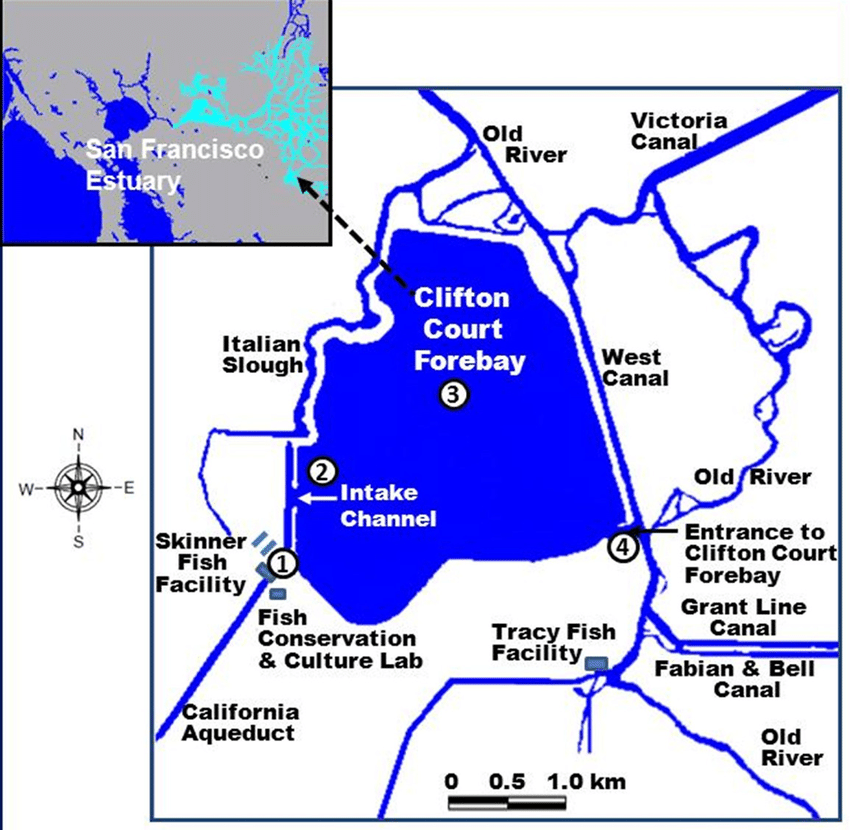 San Francisco
Estuary
Old
River
Victoria
Canal
Clifton
Court
Forebay
3
Italian
Slough
West
Canal
N
W
E
S
2
Intake
Channel
Old River
Skinner
Fish
Facility
1
4
Entrance to
Clifton Court
Forebay
Fish
Conservation
& Culture Lab
Tracy Fish
Facility
Grant Line
Canal
Fabian & Bell
Canal
California
Aqueduct
Old
River
0 0.5 1.0 km